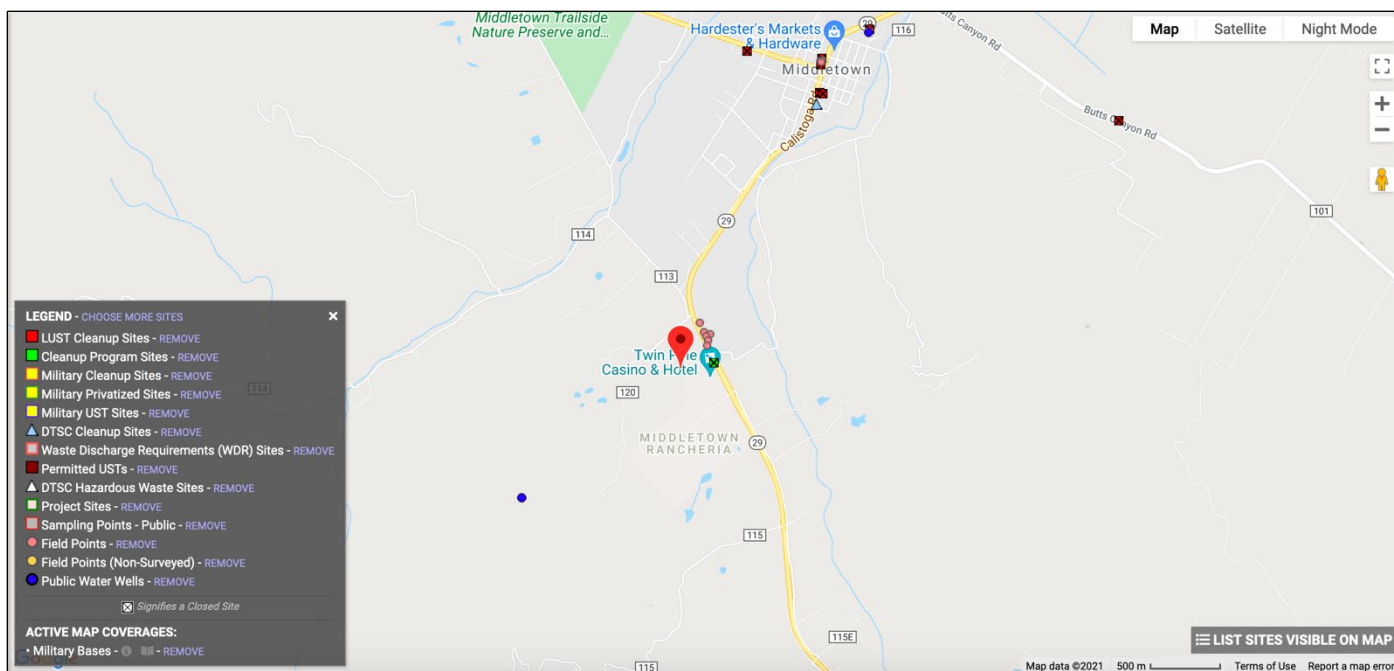 Middletown Trailside
Nature Preserve and...
Hardester's Markets
& Hardware
29
116
Butts Canyon Rd
Map Satellite Night Mode
Middletown
Calistoga Rd
Butts Canyon Rd
29
101
114
113
Twin Pine
Casino & Hotel
120
114
MIDDLETOWN
RANCHERIA
29
115
115E
115
LEGEND - CHOOSE MORE SITES
LUST Cleanup Sites - REMOVE
Cleanup Program Sites - REMOVE
Military Cleanup Sites - REMOVE
Military Privatized Sites - REMOVE
Military UST Sites - REMOVE
DTSC Cleanup Sites - REMOVE
Waste Discharge Requirements (WDR) Sites - REMOVE
Permitted USTs - REMOVE
DTSC Hazardous Waste Sites - REMOVE
Project Sites - REMOVE
Sampling Points - Public - REMOVE
Field Points - REMOVE
Field Points (Non-Surveyed) - REMOVE
Public Water Wells - REMOVE
Signifies a Closed Site
ACTIVE MAP COVERAGES:
• Military Bases - REMOVE
Google
LIST SITES VISIBLE ON MAP
Map data ©2021 500 m Terms of Use Report a map error